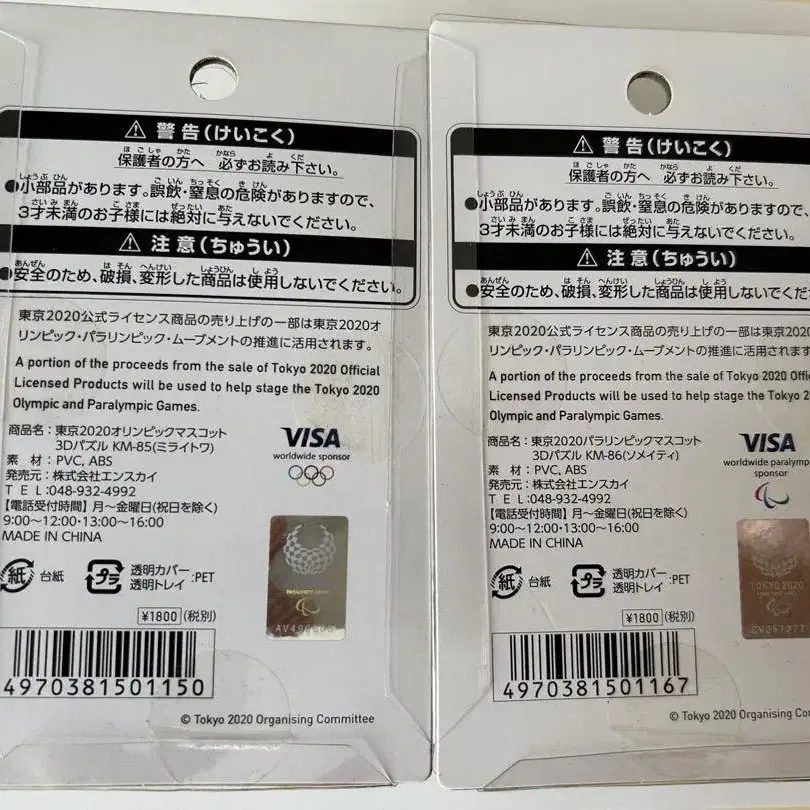 警告(けいこく)
保護者の方へ 必ずお読み下さい。
●小部品があります。誤飲・窒息の危険がありますので、
3才未満のお子様には絶対に与えないでください。
注意(ちゅうい)
●安全のため、破損、変形した商品は使用しないでください。
東京2020公式ライセンス商品の売り上げの一部は東京2020オ
リンピック・パラリンピック・ムーブメントの推進に活用されます。
A portion of the proceeds from the sale of Tokyo 2020 Official
Licensed Products will be used to help stage the Tokyo 2020
Olympic and Paralympic Games.
商品名:東京2020オリンピックマスコット
3Dパズル KM-85(ミライトワ)
素 材:PVC, ABS
発売元:株式会社エンスカイ
TEL:048-932-4992
【電話受付時間】月〜金曜日(祝日を除く)
9:00〜12:00・13:00〜16:00
MADE IN CHINA
VISA
worldwide sponsor
紙 台紙
プラ 透明カバー
透明トレイ :PET
¥1800 (税別)
4970381501150
© Tokyo 2020 Organising Committee
警告(けいこく)
保護者の方へ 必ずお読み下さい。
●小部品があります。誤飲・窒息の危険がありますので、
3才未満のお子様には絶対に与えないでください。
注意(ちゅうい)
●安全のため、破損、変形した商品は使用しないでください
東京2020公式ライセンス商品の売り上げの一部は東京2020
リンピック・パラリンピック・ムーブメントの推進に活用されます
A portion of the proceeds from the sale of Tokyo 2020 Offic
Licensed Products will be used to help stage the Tokyo 2
Olympic and Paralympic Games.
商品名:東京2020パラリンピックマスコット
3Dパズル KM-86(ソメイティ)
素 材:PVC, ABS
発売元:株式会社エンスカイ
TEL:048-932-4992
【電話受付時間】月〜金曜日(祝日を除く)
9:00〜12:00・13:00〜16:00
MADE IN CHINA
VISA
worldwide paralymp
sponsor
TOKYO 2020
CV257277
紙 台紙
プラ 透明カバー
透明トレイ :PET
¥1800 (税別)
4970381501167
© Tokyo 2020 Organising Com